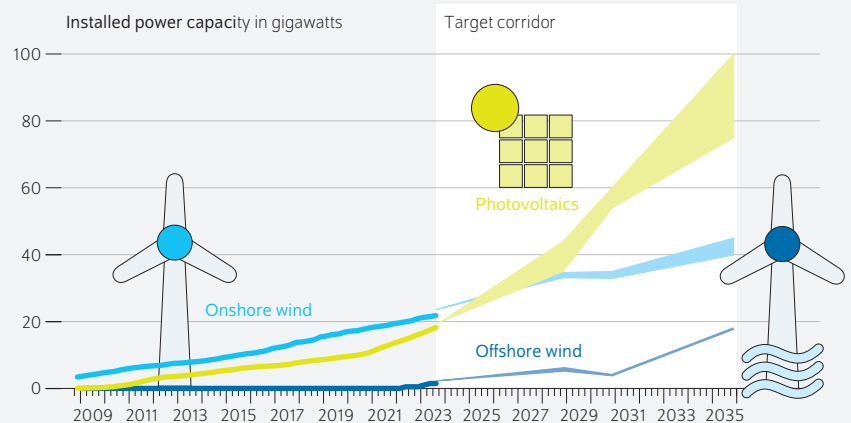 Installed power capacity in gigawatts
Target corridor
100
80
Photovoltaics
60
40
Onshore wind
20
Offshore wind
0
2009 2011 2013 2015 2017 2019 2021 2023 2025 2027 2029 2031 2033 2035